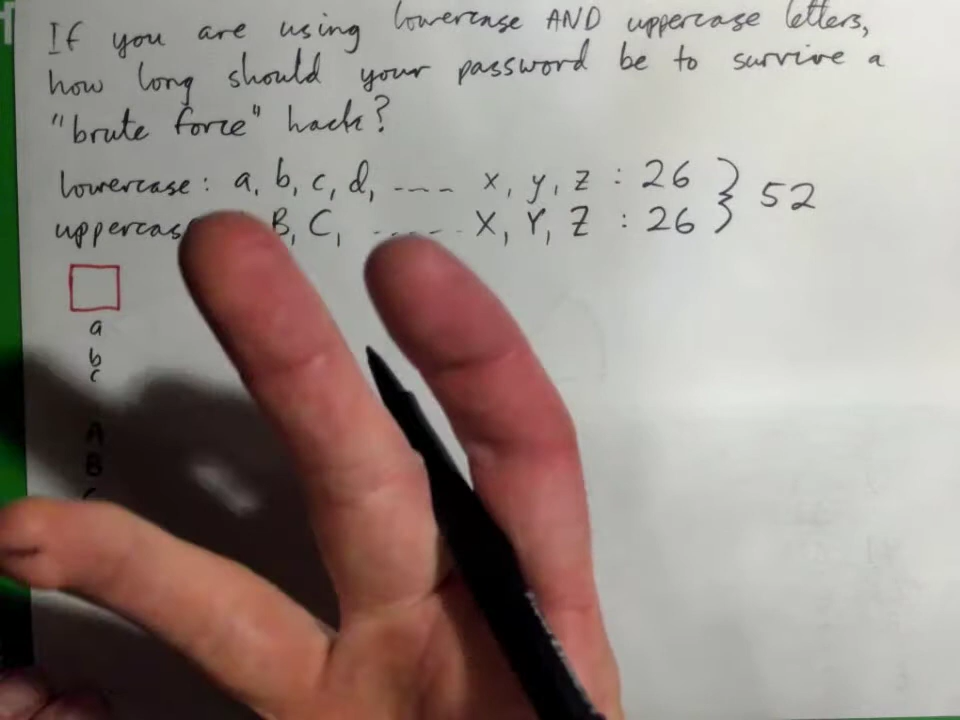 If you are using lowercase AND uppercase letters,
how long should your password be to survive a
"brute force" hack?
lowercase: a, b, c, d, ---- x, y, z : 26 } 52
uppercas B, C, ...... X, Y, Z : 26
a
b
c
A
B